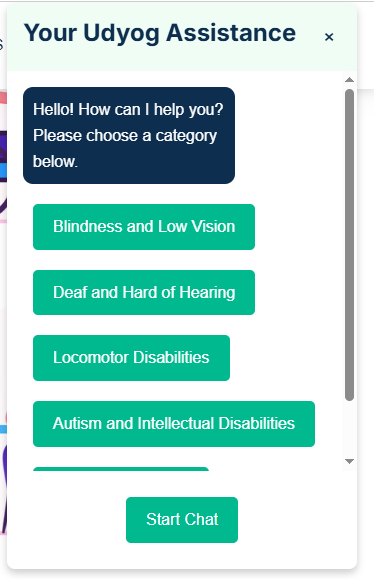 Your Udyog Assistance ×
Hello! How can I help you?
Please choose a category
below.
Blindness and Low Vision
Deaf and Hard of Hearing
Locomotor Disabilities
Autism and Intellectual Disabilities
Start Chat